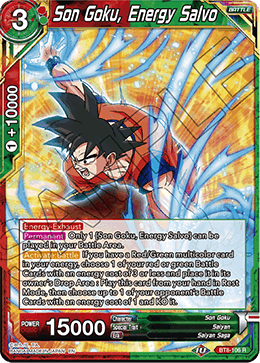 3
Son Goku, Energy Salvo
BATTLE
+10000
Energy-Exhaust
Permanent Only 1 {Son Goku, Energy Salvo} can be
played in your Battle Area.
Activate Battle If you have a Red/Green multicolor card
in your energy, choose 1 of your red or green Battle
Cards with an energy cost of 3 or less and place it in its
owner's Drop Area : Play this card from your hand in Rest
Mode, then choose up to 1 of your opponent's Battle
Cards with an energy cost of 1 and KO it.
POWER 15000
Character Son Goku
Special Trait Saiyan
Era Saiyan Saga
BT8-106 R